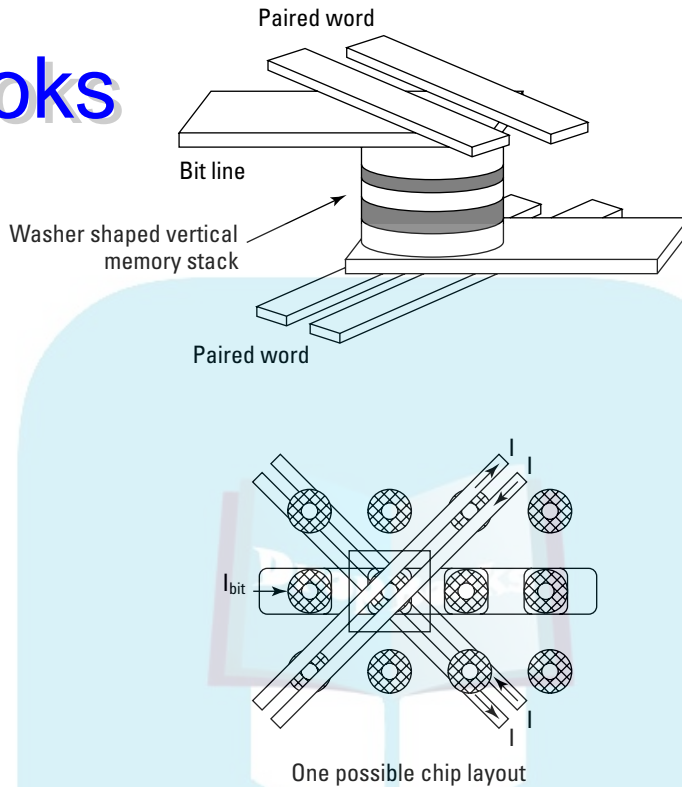 Paired word
oks
Bit line
Washer shaped vertical
memory stack
Paired word
I
I
Ibit
I
I
One possible chip layout